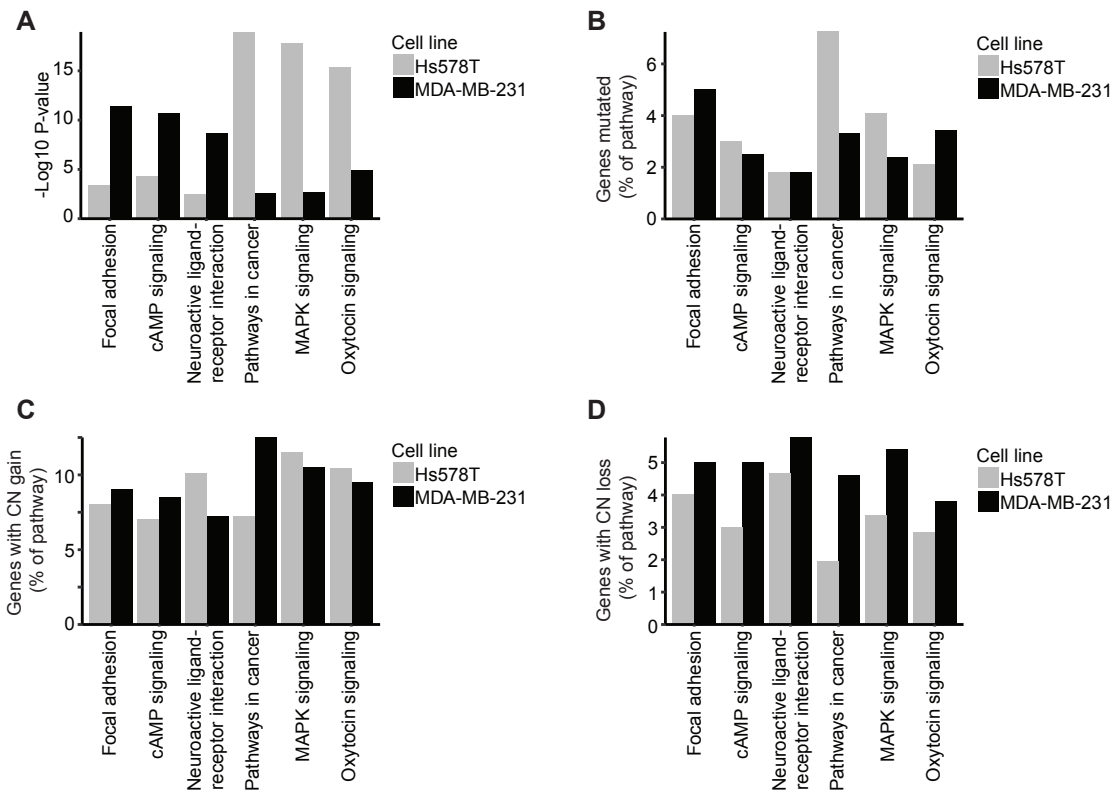 A
-Log10 P-value
15
10
5
0
Focal adhesion
cAMP signaling
Neuroactive ligand-
receptor interaction
Pathways in cancer
MAPK signaling
Oxytocin signaling
Cell line
Hs578T
MDA-MB-231
B
Genes mutated
(% of pathway)
6
4
2
0
Focal adhesion
cAMP signaling
Neuroactive ligand-
receptor interaction
Pathways in cancer
MAPK signaling
Oxytocin signaling
Cell line
Hs578T
MDA-MB-231
C
Genes with CN gain
(% of pathway)
10
5
0
Focal adhesion
cAMP signaling
Neuroactive ligand-
receptor interaction
Pathways in cancer
MAPK signaling
Oxytocin signaling
Cell line
Hs578T
MDA-MB-231
D
Genes with CN loss
(% of pathway)
5
4
3
2
1
0
Focal adhesion
cAMP signaling
Neuroactive ligand-
receptor interaction
Pathways in cancer
MAPK signaling
Oxytocin signaling
Cell line
Hs578T
MDA-MB-231